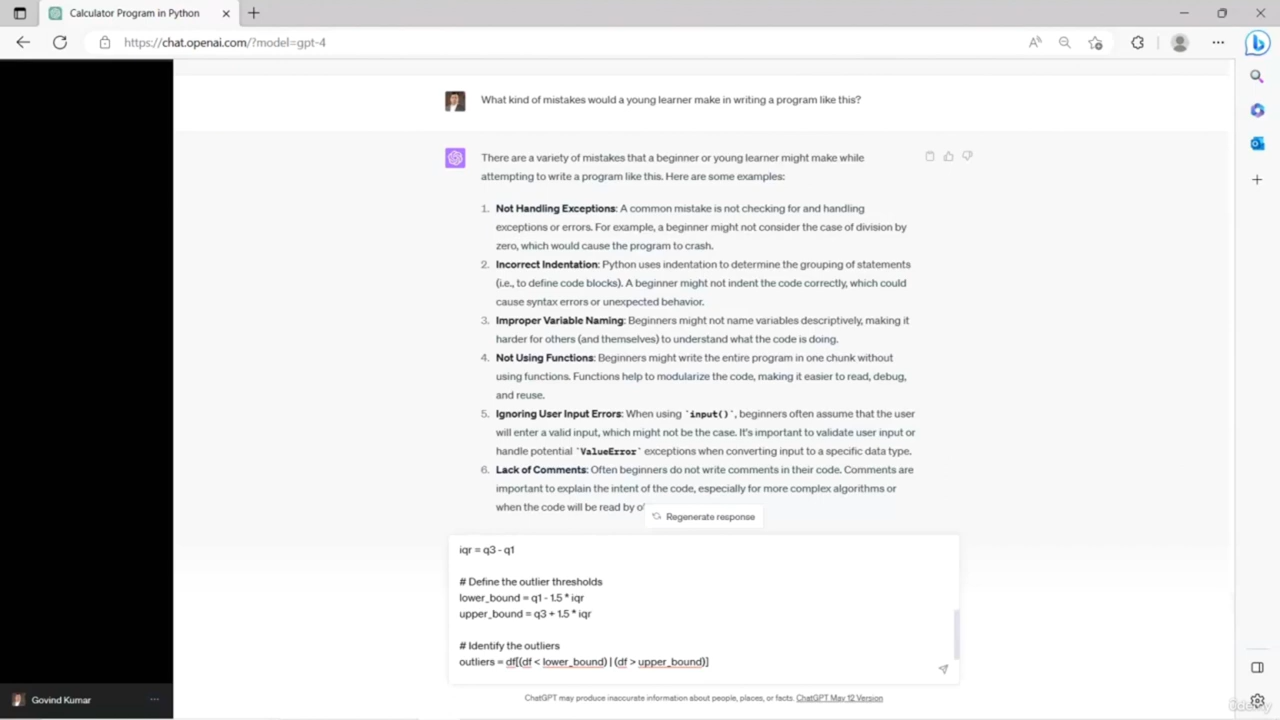 Calculator Program in Python
https://chat.openai.com/?model=gpt-4
What kind of mistakes would a young learner make in writing a program like this?
There are a variety of mistakes that a beginner or young learner might make while
attempting to write a program like this. Here are some examples:
1. Not Handling Exceptions: A common mistake is not checking for and handling
exceptions or errors. For example, a beginner might not consider the case of division by
zero, which would cause the program to crash.
2. Incorrect Indentation: Python uses indentation to determine the grouping of statements
(i.e., to define code blocks). A beginner might not indent the code correctly, which could
cause syntax errors or unexpected behavior.
3. Improper Variable Naming: Beginners might not name variables descriptively, making it
harder for others (and themselves) to understand what the code is doing.
4. Not Using Functions: Beginners might write the entire program in one chunk without
using functions. Functions help to modularize the code, making it easier to read, debug,
and reuse.
5. Ignoring User Input Errors: When using `input()`, beginners often assume that the user
will enter a valid input, which might not be the case. It's important to validate user input or
handle potential `ValueError` exceptions when converting input to a specific data type.
6. Lack of Comments: Often beginners do not write comments in their code. Comments are
important to explain the intent of the code, especially for more complex algorithms or
when the code will be read by
Regenerate response
iqr = q3 - q1
# Define the outlier thresholds
lower_bound = q1 - 1.5 * iqr
upper_bound = q3 + 1.5 * iqr
# Identify the outliers
outliers = df[(df < lower_bound) | (df > upper_bound)]
ChatGPT may produce inaccurate information about people, places, or facts. ChatGPT May 12 Version
Govind Kumar
ûdemy